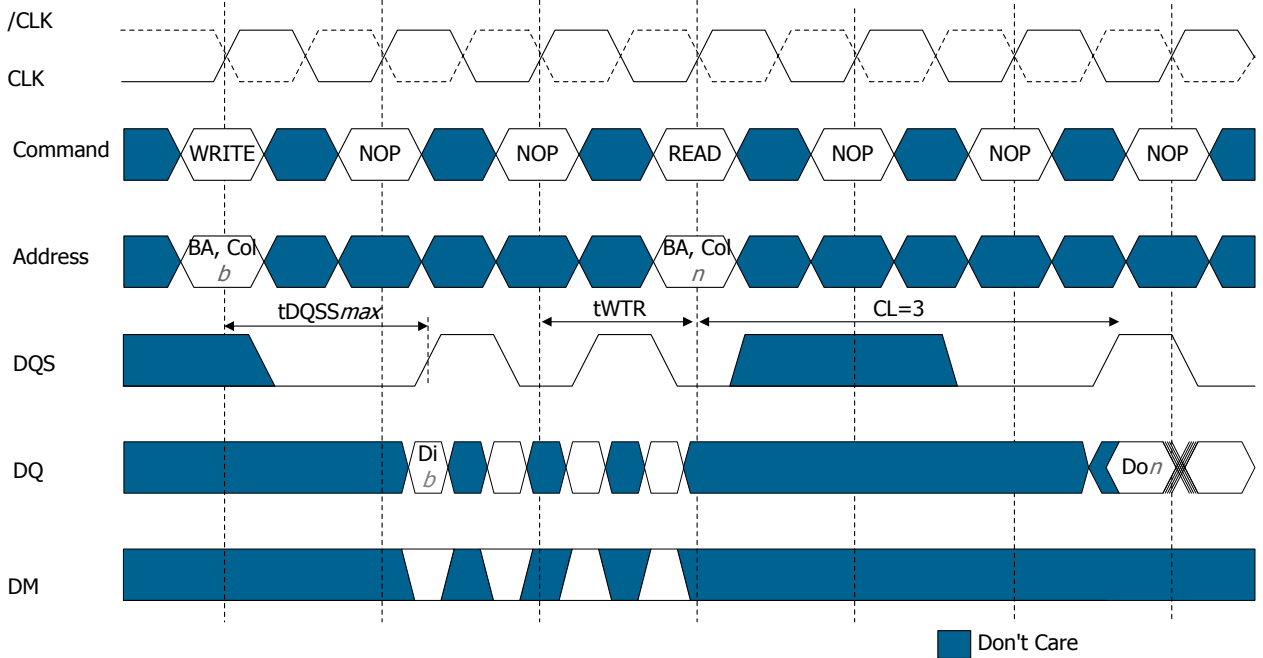 /CLK
CLK
Command WRITE NOP NOP READ NOP NOP NOP
Address BA, Col BA, Col
b n
tDQSSmax tWTR CL=3
DQS
DQ Di Don
b
DM
Don't Care